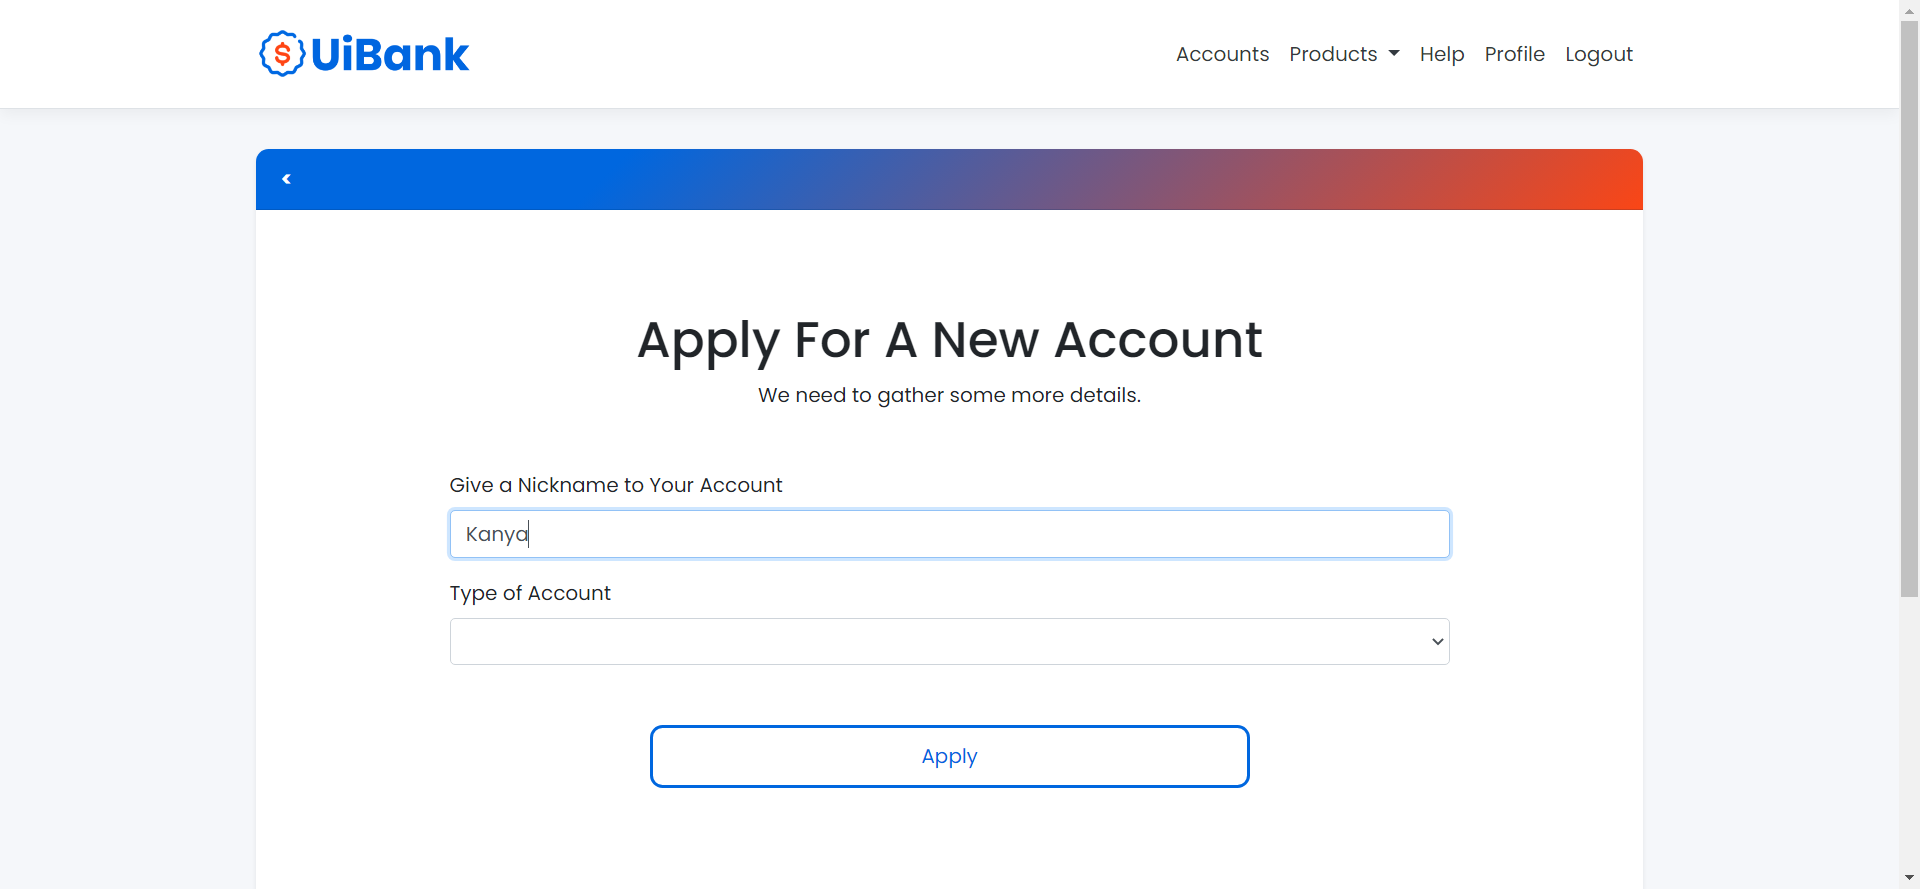 $ UiBank
Accounts Products Help Profile Logout
Apply For A New Account
We need to gather some more details.
Give a Nickname to Your Account
Kanya
Type of Account
Apply